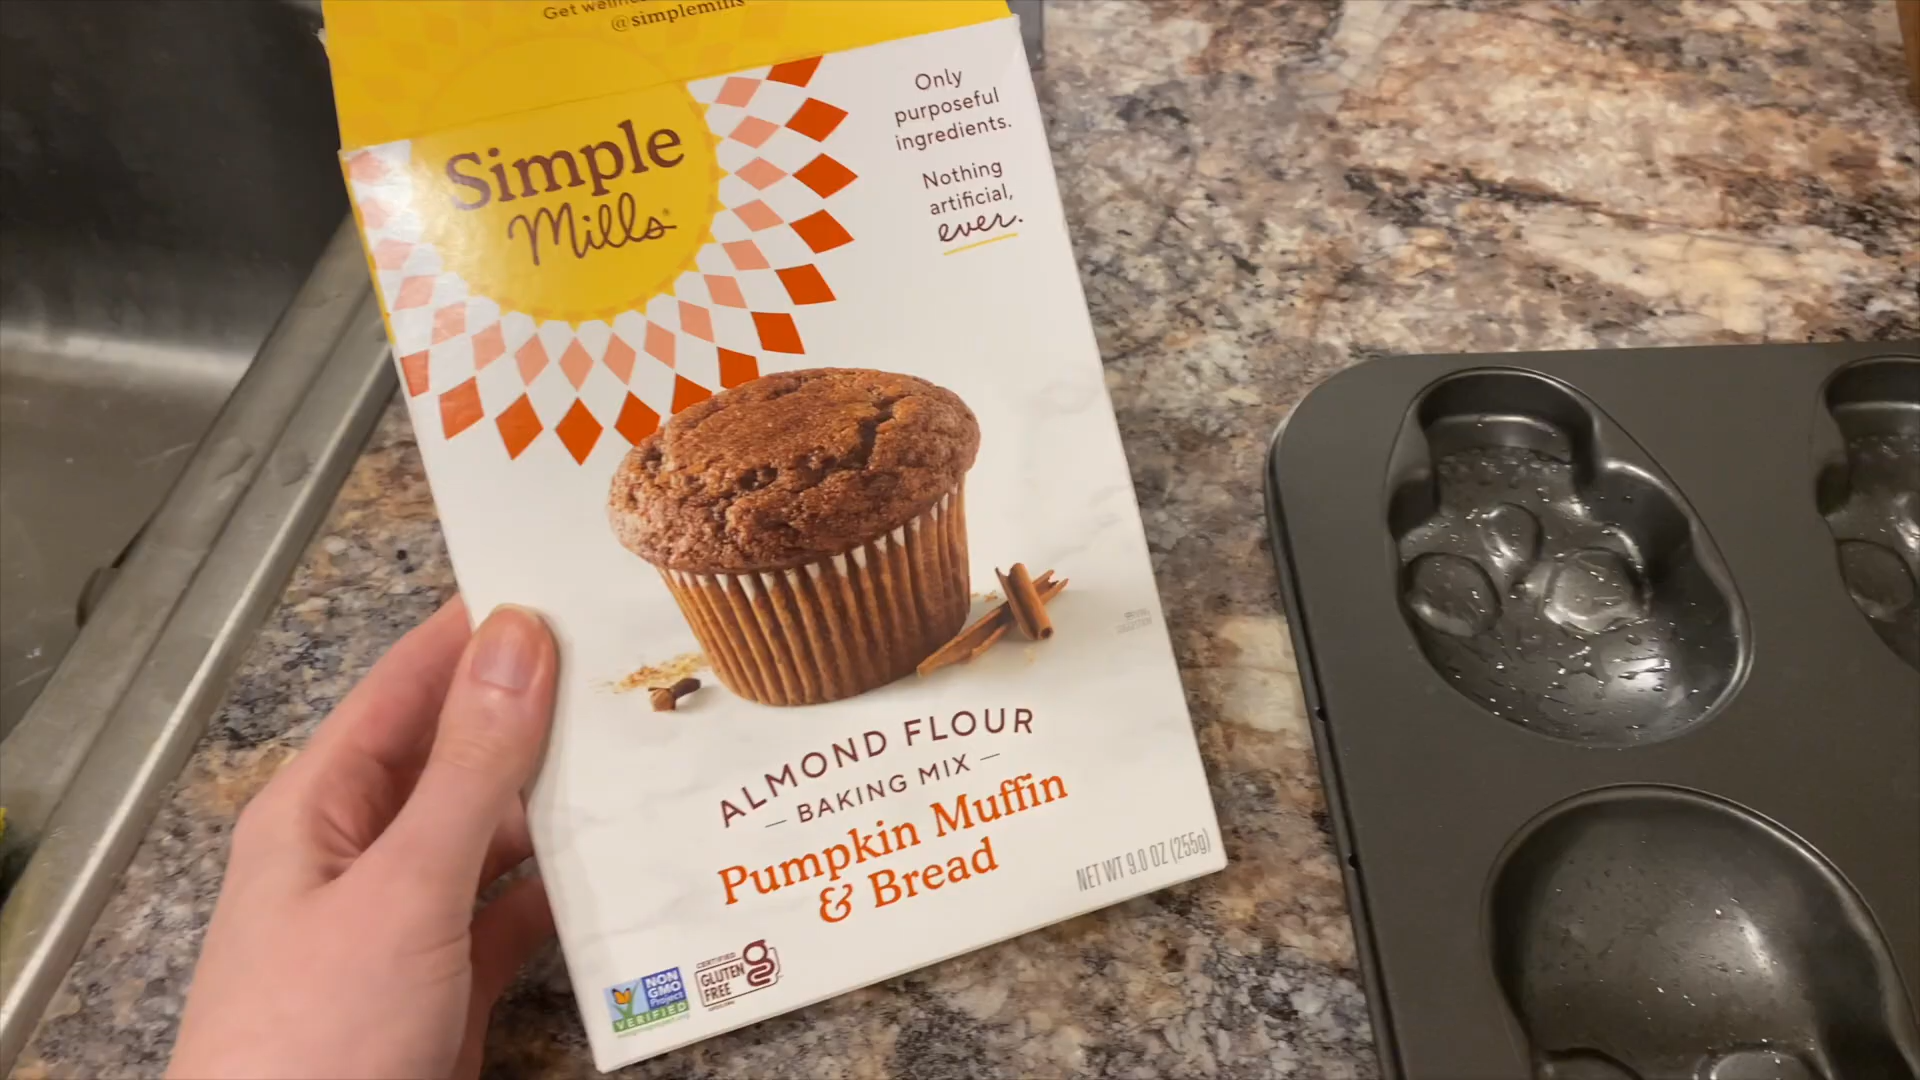 @simplemills
Simple
Mills
Only
purposeful
ingredients.
Nothing
artificial,
ever.
ALMOND FLOUR
— BAKING MIX —
Pumpkin Muffin
& Bread
NET WT 9.0 OZ (255g)
NON
GMO
Project
VERIFIED
CERTIFIED
GLUTEN
FREE